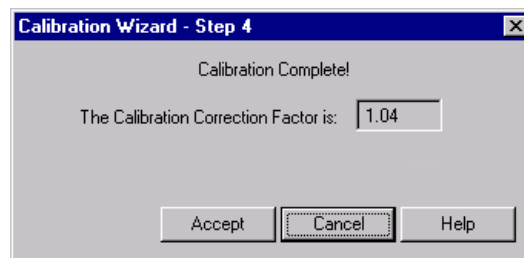 Calibration Wizard - Step 4
Calibration Complete!
The Calibration Correction Factor is: 1.04
Accept Cancel Help